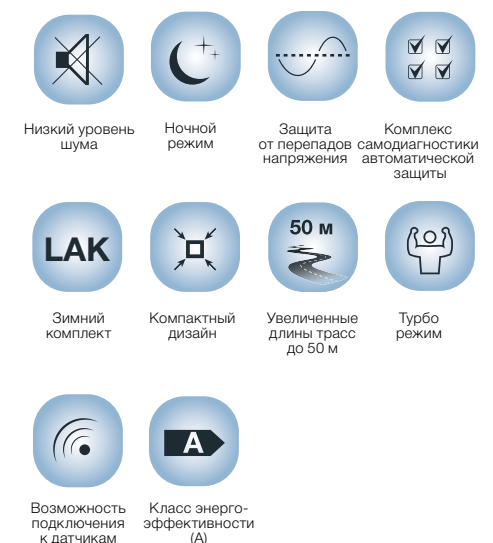 Низкий уровень
шума
Ночной
режим
Защита
от перепадов
напряжения
Комплекс
самодиагностики
автоматической
защиты
LAK
Зимний
комплект
Компактный
дизайн
50 м
Увеличенные
длины трасс
до 50 м
Турбо
режим
Возможность
подключения
к датчикам
A
Класс энерго-
эффективности
(A)